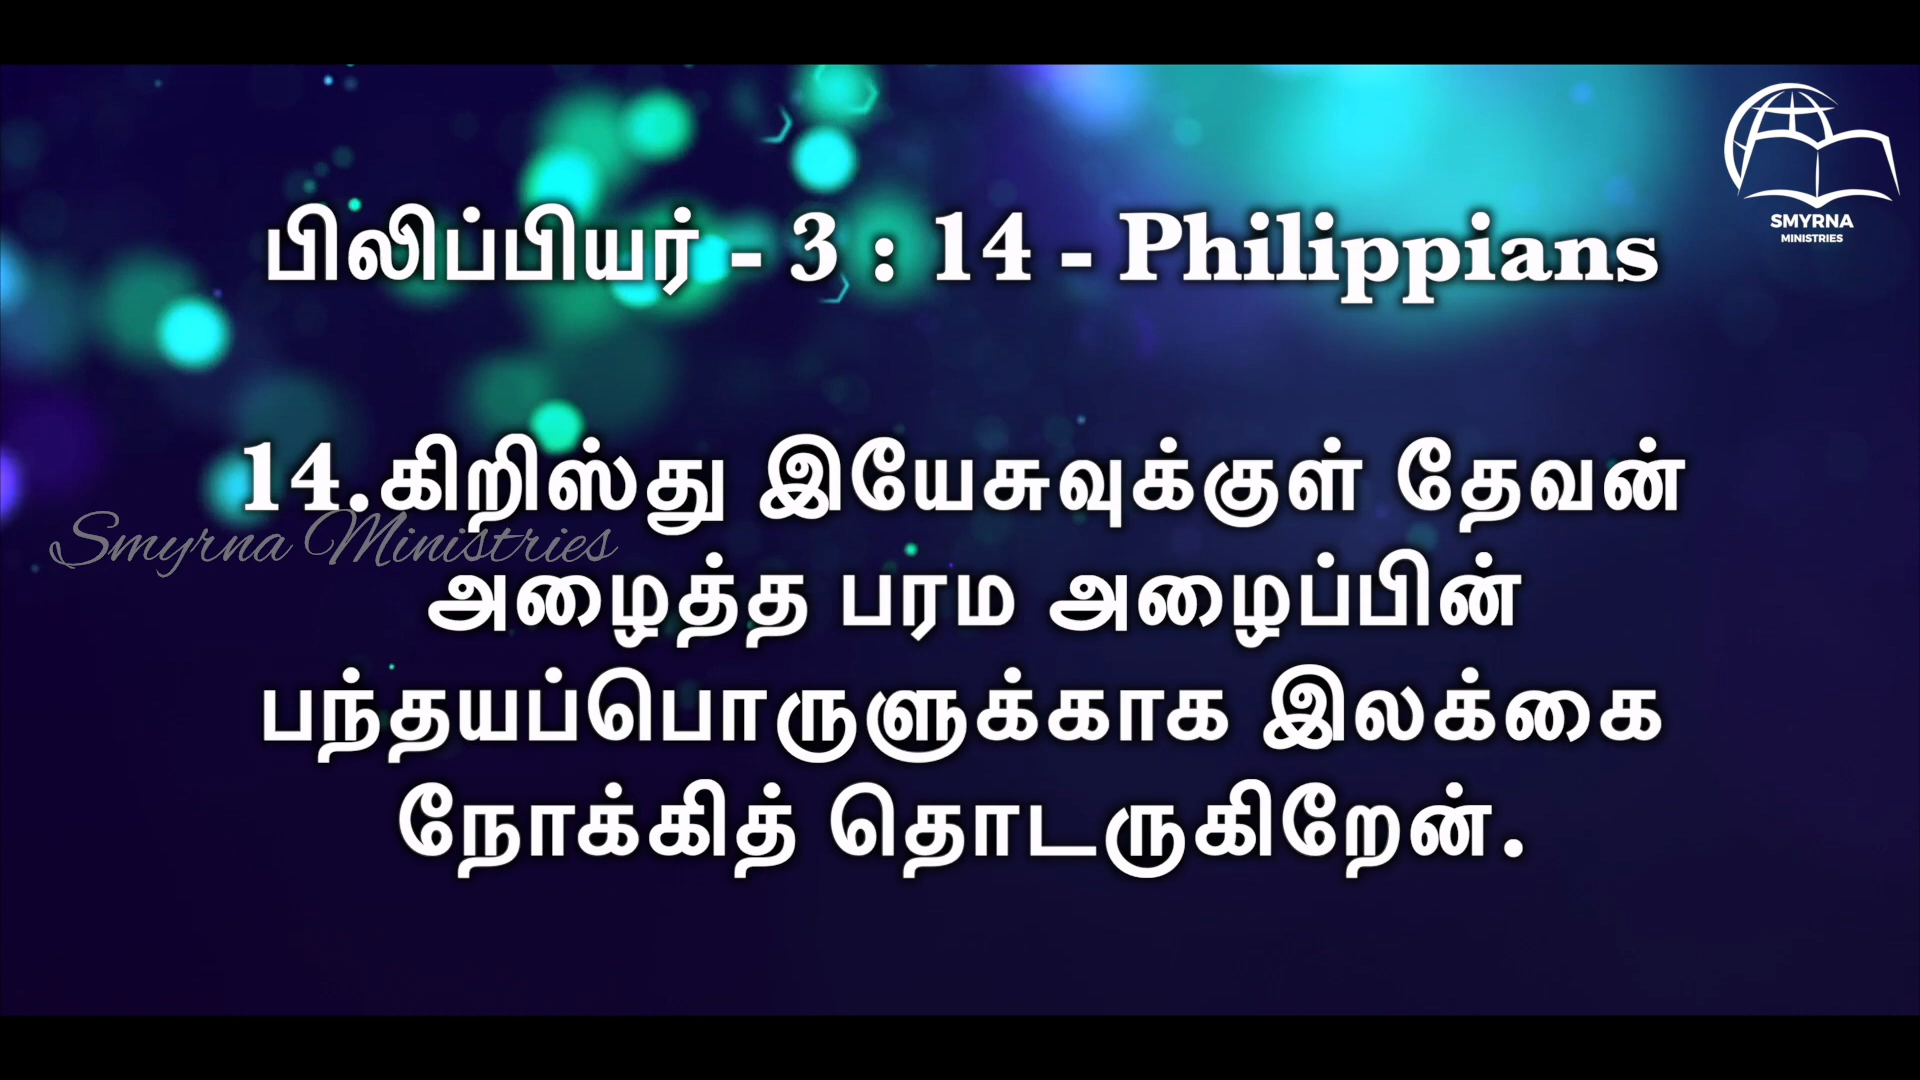 SMYRNA
MINISTRIES
பிலிப்பியர் - 3 : 14 - Philippians
14.கிறிஸ்து இயேசுவுக்குள் தேவன்
Smyrna Ministries
அழைத்த பரம அழைப்பின்
பந்தயப்பொருளுக்காக இலக்கை
நோக்கித் தொடருகிறேன்.